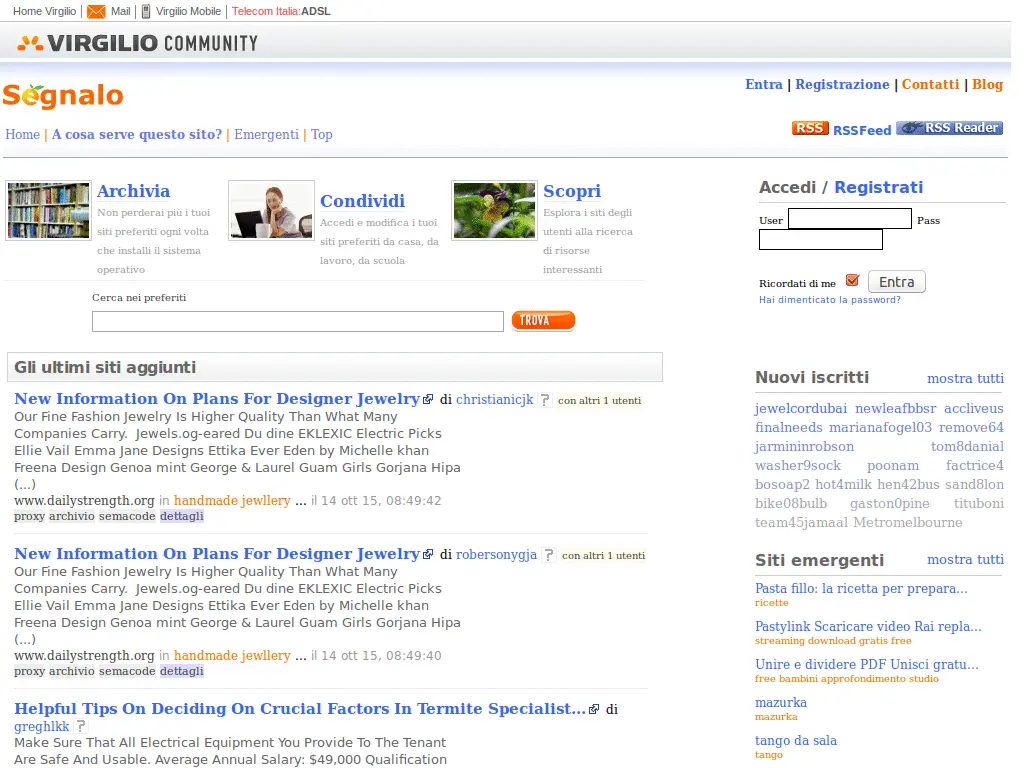 Home Virgilio | Mail | Virgilio Mobile | Telecom Italia:ADSL
VIRGILIO COMMUNITY
Entra | Registrazione | Contatti | Blog
Segnalo
Home | A cosa serve questo sito? | Emergenti | Top
RSS RSSFeed RSS Reader
Archivia
Non perderai più i tuoi
siti preferiti ogni volta
che installi il sistema
operativo
Condividi
Accedi e modifica i tuoi
siti preferiti da casa, da
lavoro, da scuola
Scopri
Esplora i siti degli
utenti alla ricerca
di risorse
interessanti
Accedi / Registrati
User Pass
Ricordati di me Entra
Hai dimenticato la password?
Cerca nei preferiti
TROVA
Gli ultimi siti aggiunti
New Information On Plans For Designer Jewelry di christianicjk ? con altri 1 utenti
Our Fine Fashion Jewelry Is Higher Quality Than What Many
Companies Carry. Jewels.og-eared Du dine EKLEXIC Electric Picks
Ellie Vail Emma Jane Designs Ettika Ever Eden by Michelle khan
Freena Design Genoa mint George & Laurel Guam Girls Gorjana Hipa
(...)
www.dailystrength.org in handmade jewllery ... il 14 ott 15, 08:49:42
proxy archivio semacode dettagli
New Information On Plans For Designer Jewelry di robersonygja ? con altri 1 utenti
Our Fine Fashion Jewelry Is Higher Quality Than What Many
Companies Carry. Jewels.og-eared Du dine EKLEXIC Electric Picks
Ellie Vail Emma Jane Designs Ettika Ever Eden by Michelle khan
Freena Design Genoa mint George & Laurel Guam Girls Gorjana Hipa
(...)
www.dailystrength.org in handmade jewllery ... il 14 ott 15, 08:49:40
proxy archivio semacode dettagli
Helpful Tips On Deciding On Crucial Factors In Termite Specialist... di
greghlkk ?
Make Sure That All Electrical Equipment You Provide To The Tenant
Are Safe And Usable. Average Annual Salary: $49,000 Qualification
Nuovi iscritti mostra tutti
jewelcordubai newleafbbsr accliveus
finalneeds marianafogel03 remove64
jarmininrobson tom8danial
washer9sock poonam factrice4
bosoap2 hot4milk hen42bus sand8lon
bike08bulb gaston0pine tituboni
team45jamaal Metromelbourne
Siti emergenti mostra tutti
Pasta fillo: la ricetta per prepara...
ricette
Pastylink Scaricare video Rai repla...
streaming download gratis free
Unire e dividere PDF Unisci gratu...
free bambini approfondimento studio
mazurka
mazurka
tango da sala
tango